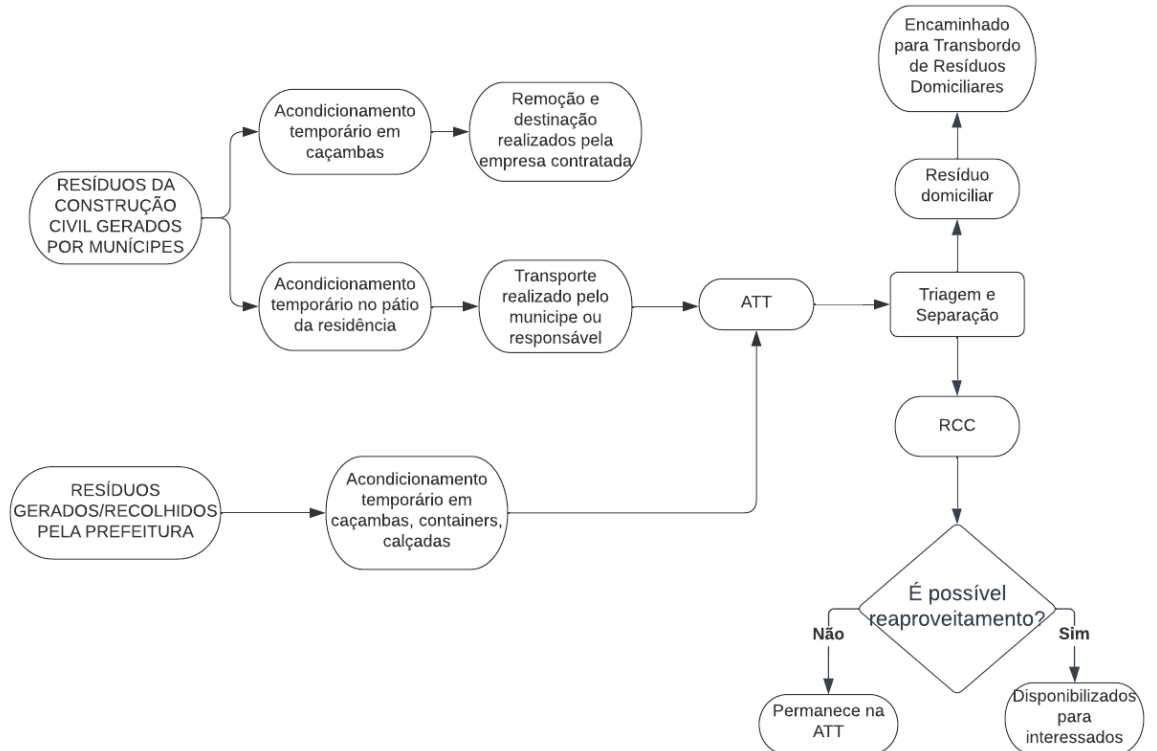 Encaminhado
para Transbordo
de Resíduos
Domiciliares
Acondicionamento
temporário em
caçambas
Remoção e
destinação
realizados pela
empresa contratada
RESÍDUOS DA
CONSTRUÇÃO
CIVIL GERADOS
POR MUNÍCIPES
Resíduo
domiciliar
Acondicionamento
temporário no pátio
da residência
Transporte
realizado pelo
municipe ou
responsável
ATT
Triagem e
Separação
RCC
RESÍDUOS
GERADOS/RECOLHIDOS
PELA PREFEITURA
Acondicionamento
temporário em
caçambas, containers,
calçadas
É possível
reaproveitamento?
Não
Sim
Permanece na
ATT
Disponibilizados
para
interessados